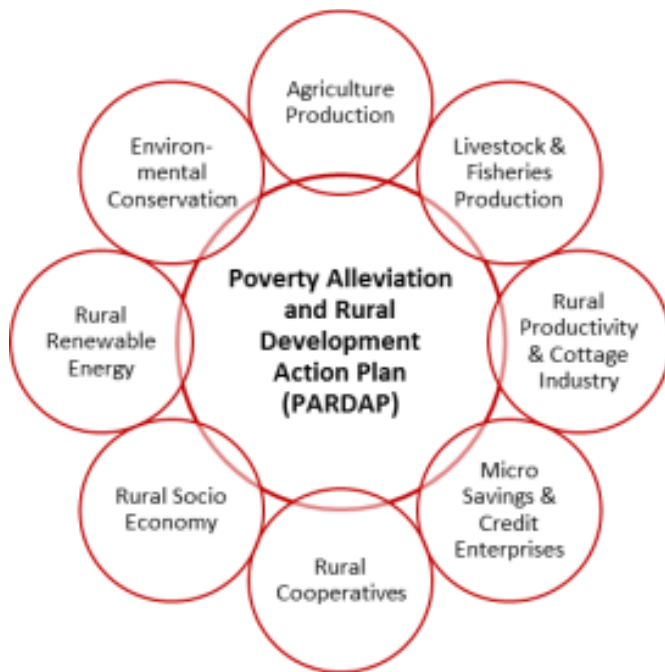 Agriculture
Production
Livestock &
Fisheries
Production
Rural
Productivity
& Cottage
Industry
Micro
Savings &
Credit
Enterprises
Rural
Cooperatives
Rural Socio
Economy
Rural
Renewable
Energy
Environ-
mental
Conservation
Poverty Alleviation
and Rural
Development
Action Plan
(PARDAP)